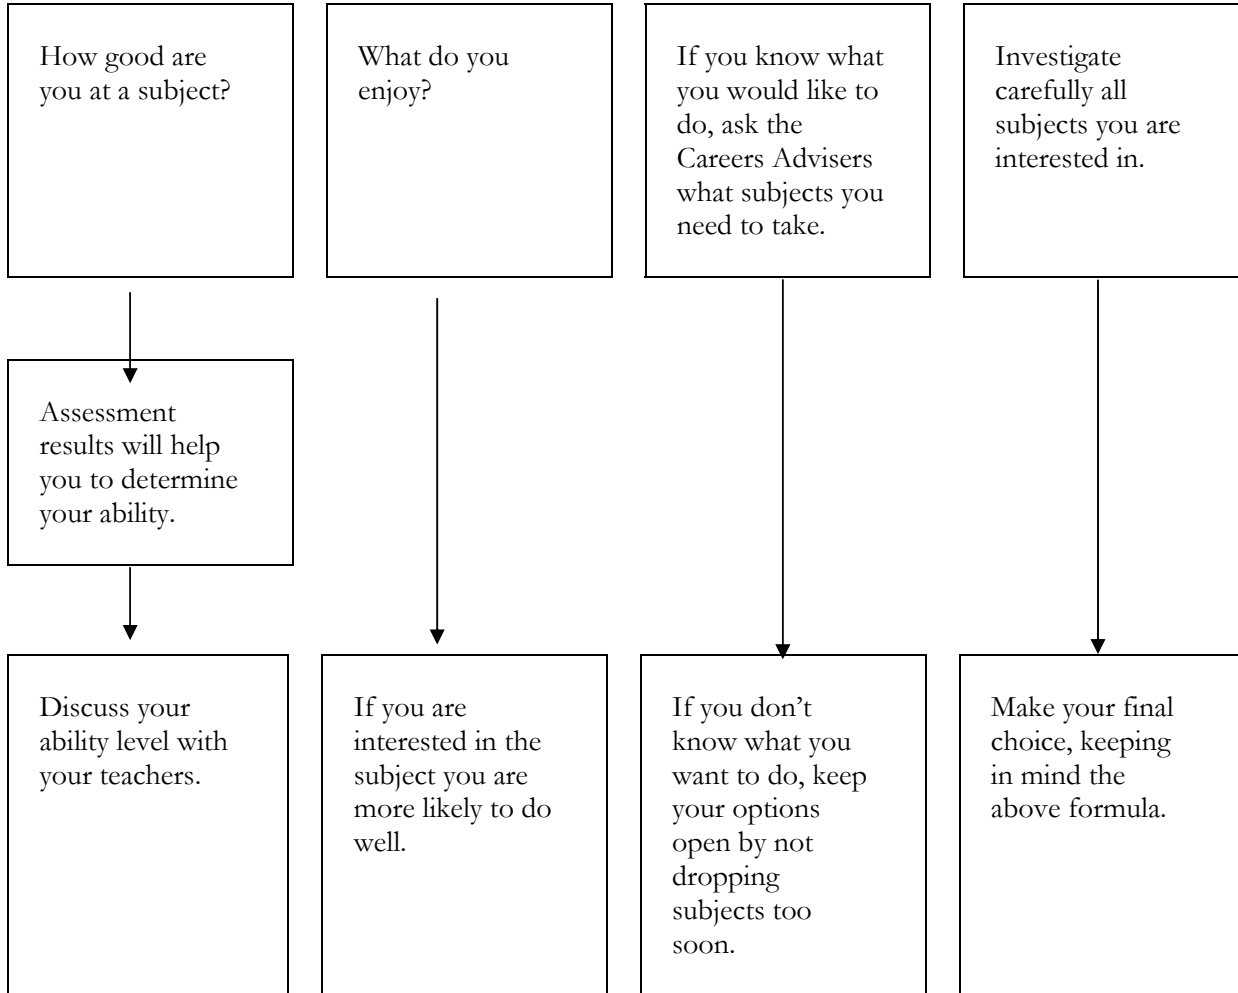 How good are
you at a subject?
What do you
enjoy?
If you know what
you would like to
do, ask the
Careers Advisers
what subjects you
need to take.
Investigate
carefully all
subjects you are
interested in.
Assessment
results will help
you to determine
your ability.
Discuss your
ability level with
your teachers.
If you are
interested in the
subject you are
more likely to do
well.
If you don’t
know what you
want to do, keep
your options
open by not
dropping
subjects too
soon.
Make your final
choice, keeping
in mind the
above formula.